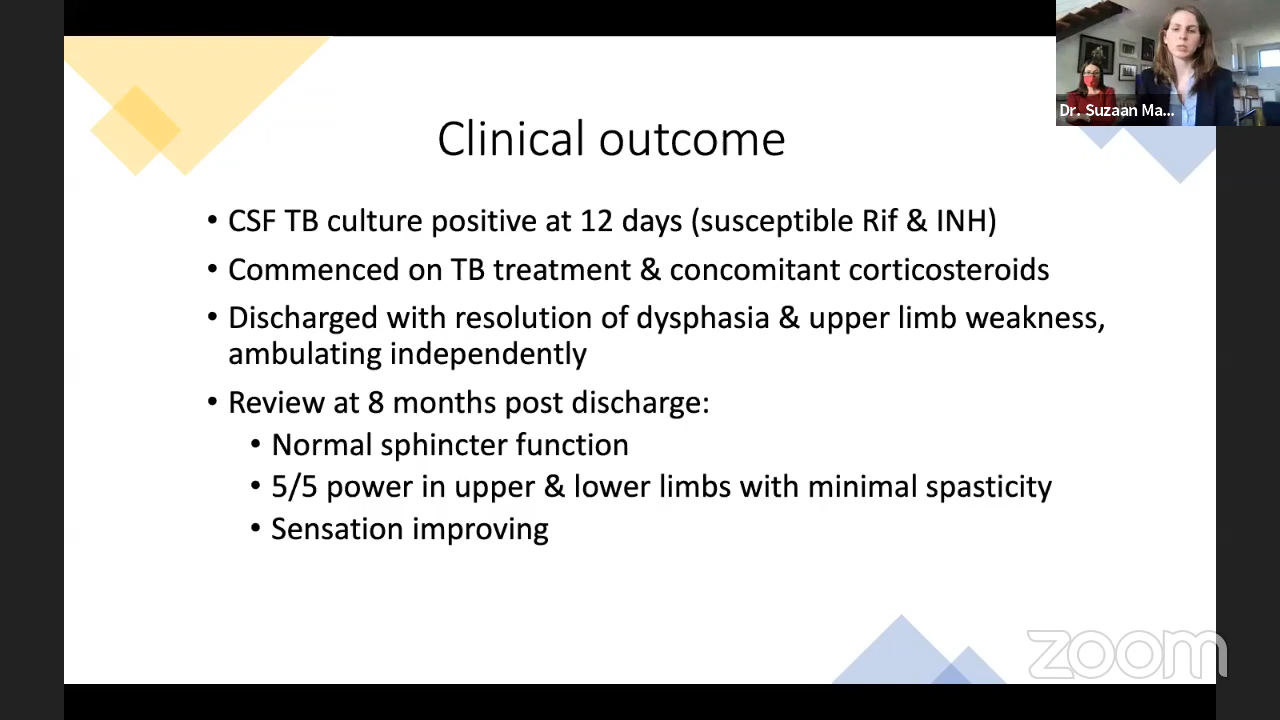 Dr. Suzaan Ma...
Clinical outcome
• CSF TB culture positive at 12 days (susceptible Rif & INH)
• Commenced on TB treatment & concomitant corticosteroids
• Discharged with resolution of dysphasia & upper limb weakness,
ambulating independently
• Review at 8 months post discharge:
• Normal sphincter function
• 5/5 power in upper & lower limbs with minimal spasticity
• Sensation improving
zoom